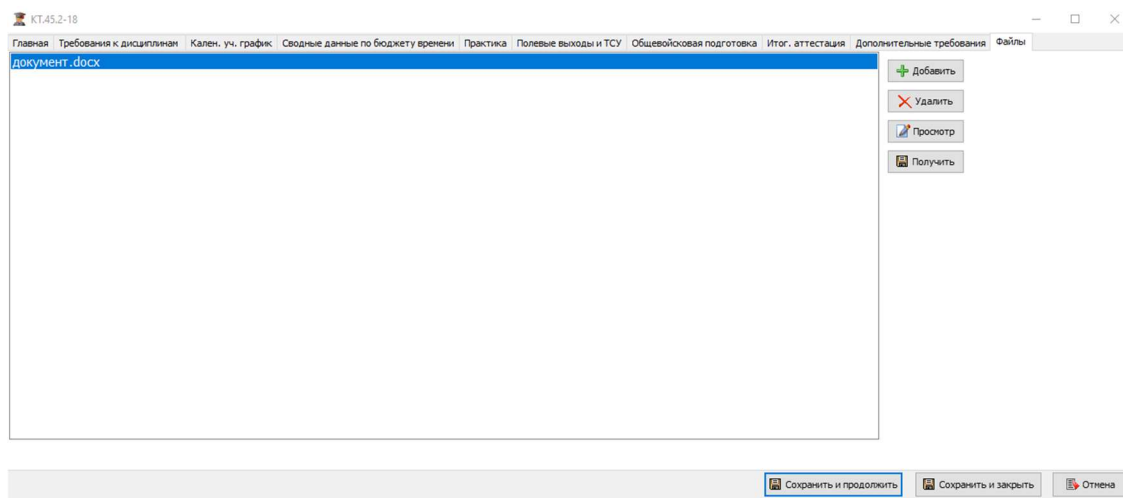 КТ.45.2-18
Главная Требования к дисциплинам Кален. уч. график Сводные данные по бюджету времени Практика Полевые выходы и ТСУ Общевойсковая подготовка Итог. аттестация Дополнительные требования Файлы
документ.docx
Добавить
Удалить
Просмотр
Получить
Сохранить и продолжить Сохранить и закрыть Отмена